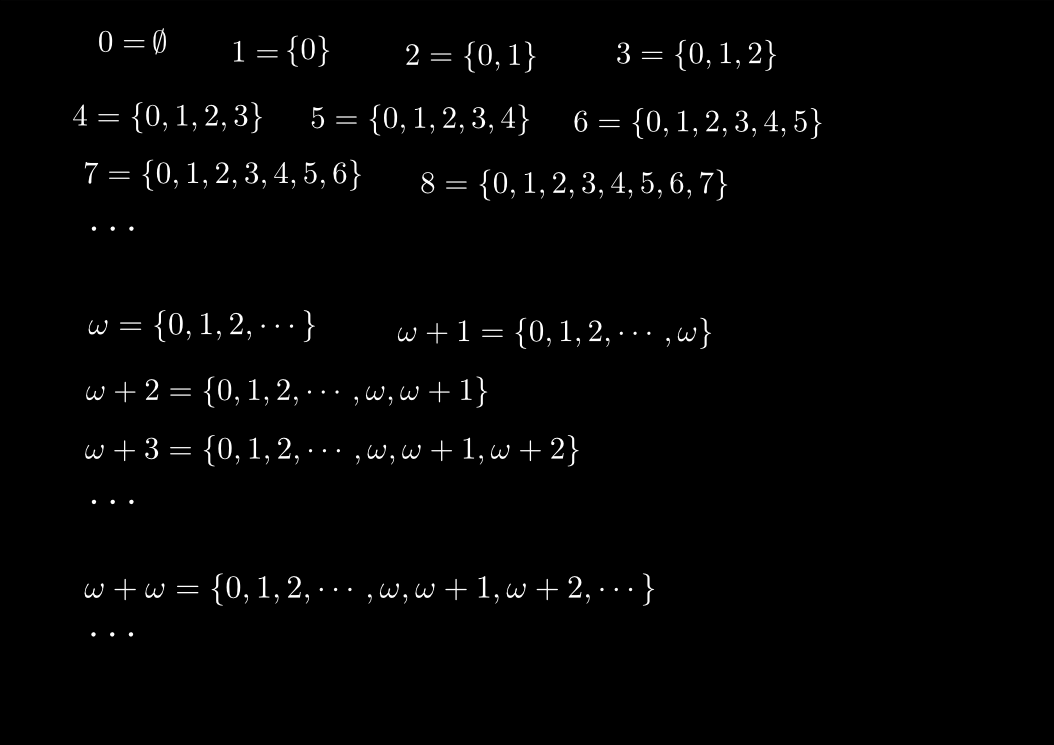 0 = ∅ 1 = {0} 2 = {0, 1} 3 = {0, 1, 2}
4 = {0, 1, 2, 3} 5 = {0, 1, 2, 3, 4} 6 = {0, 1, 2, 3, 4, 5}
7 = {0, 1, 2, 3, 4, 5, 6} 8 = {0, 1, 2, 3, 4, 5, 6, 7}
···
ω = {0, 1, 2, ···} ω + 1 = {0, 1, 2, ··· , ω}
ω + 2 = {0, 1, 2, ··· , ω, ω + 1}
ω + 3 = {0, 1, 2, ··· , ω, ω + 1, ω + 2}
···
ω + ω = {0, 1, 2, ··· , ω, ω + 1, ω + 2, ···}
···